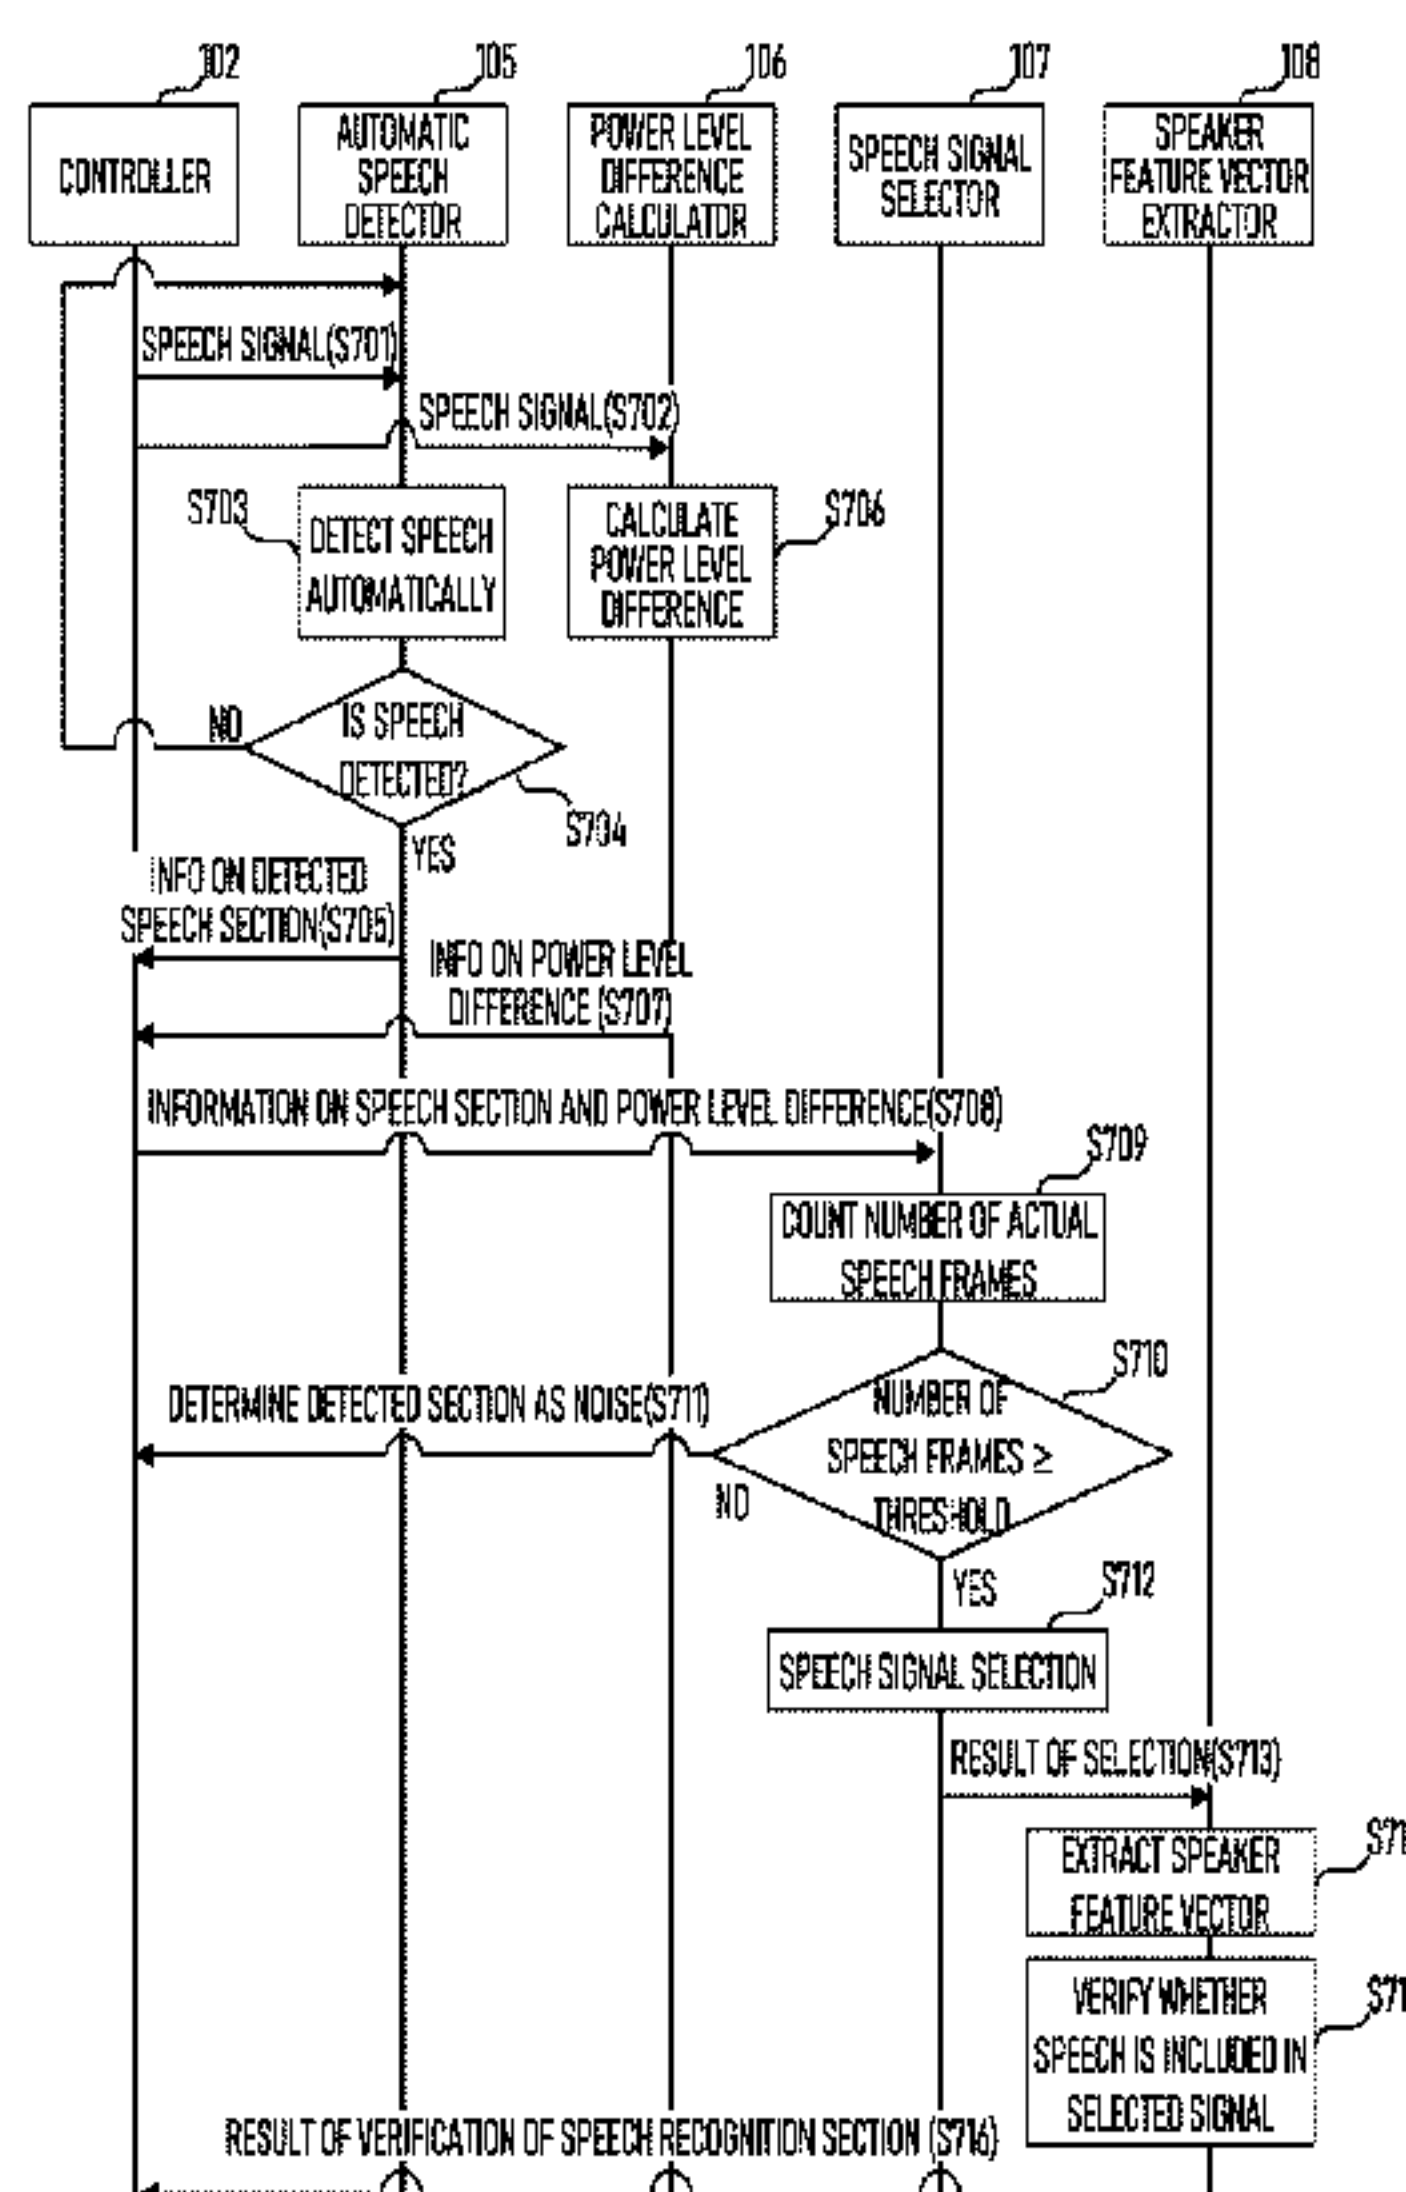 102
105
106
107
108
CONTROLLER
AUTOMATIC
SPEECH
DETECTOR
POWER LEVEL
DIFFERENCE
CALCULATOR
SPEECH SIGNAL
SELECTOR
SPEAKER
FEATURE VECTOR
EXTRACTOR
SPEECH SIGNAL(S701)
SPEECH SIGNAL(S702)
S703
DETECT SPEECH
AUTOMATICALLY
CALCULATE
POWER LEVEL
DIFFERENCE
S706
NO
IS SPEECH
DETECTED?
S704
YES
INFO ON DETECTED
SPEECH SECTION(S705)
INFO ON POWER LEVEL
DIFFERENCE (S707)
INFORMATION ON SPEECH SECTION AND POWER LEVEL DIFFERENCE(S708)
S709
COUNT NUMBER OF ACTUAL
SPEECH FRAMES
S710
DETERMINE DETECTED SECTION AS NOISE(S711)
NUMBER OF
SPEECH FRAMES ≥
THRESHOLD
NO
YES
S712
SPEECH SIGNAL SELECTION
RESULT OF SELECTION(S713)
EXTRACT SPEAKER
FEATURE VECTOR
VERIFY WHETHER
SPEECH IS INCLUDED IN
SELECTED SIGNAL
RESULT OF VERIFICATION OF SPEECH RECOGNITION SECTION (S716)